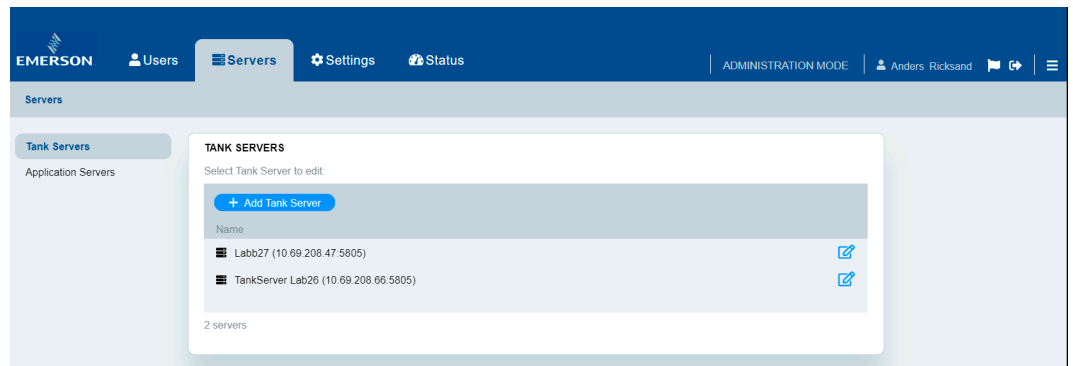 EMERSON
Users
Servers
Settings
Status
ADMINISTRATION MODE
Anders Ricksand
Servers
Tank Servers
Application Servers
TANK SERVERS
Select Tank Server to edit:
+ Add Tank Server
Name
Labb27 (10.69.208.47:5805)
TankServer Lab26 (10.69.208.66:5805)
2 servers